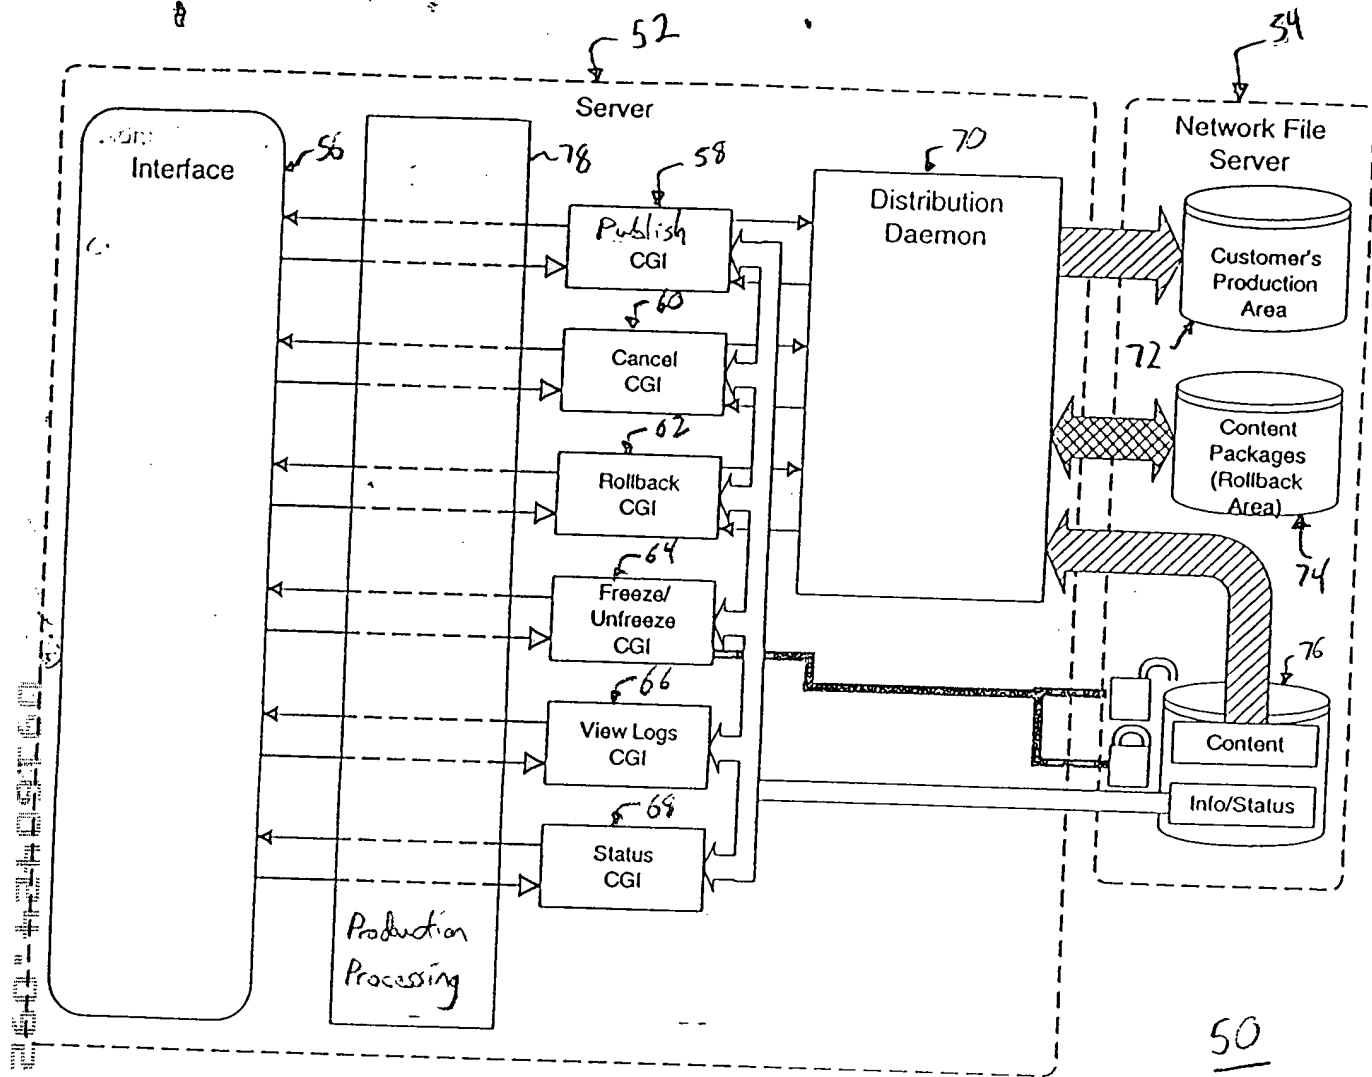 52
54
Server
Network File
Server
Interface
56
78
58
70
Publish
CGI
Distribution
Daemon
Customer's
Production
Area
72
60
Cancel
CGI
62
Rollback
CGI
Content
Packages
(Rollback
Area)
74
64
Freeze/
Unfreeze
CGI
66
View Logs
CGI
76
Content
Info/Status
68
Status
CGI
Production
Processing
50